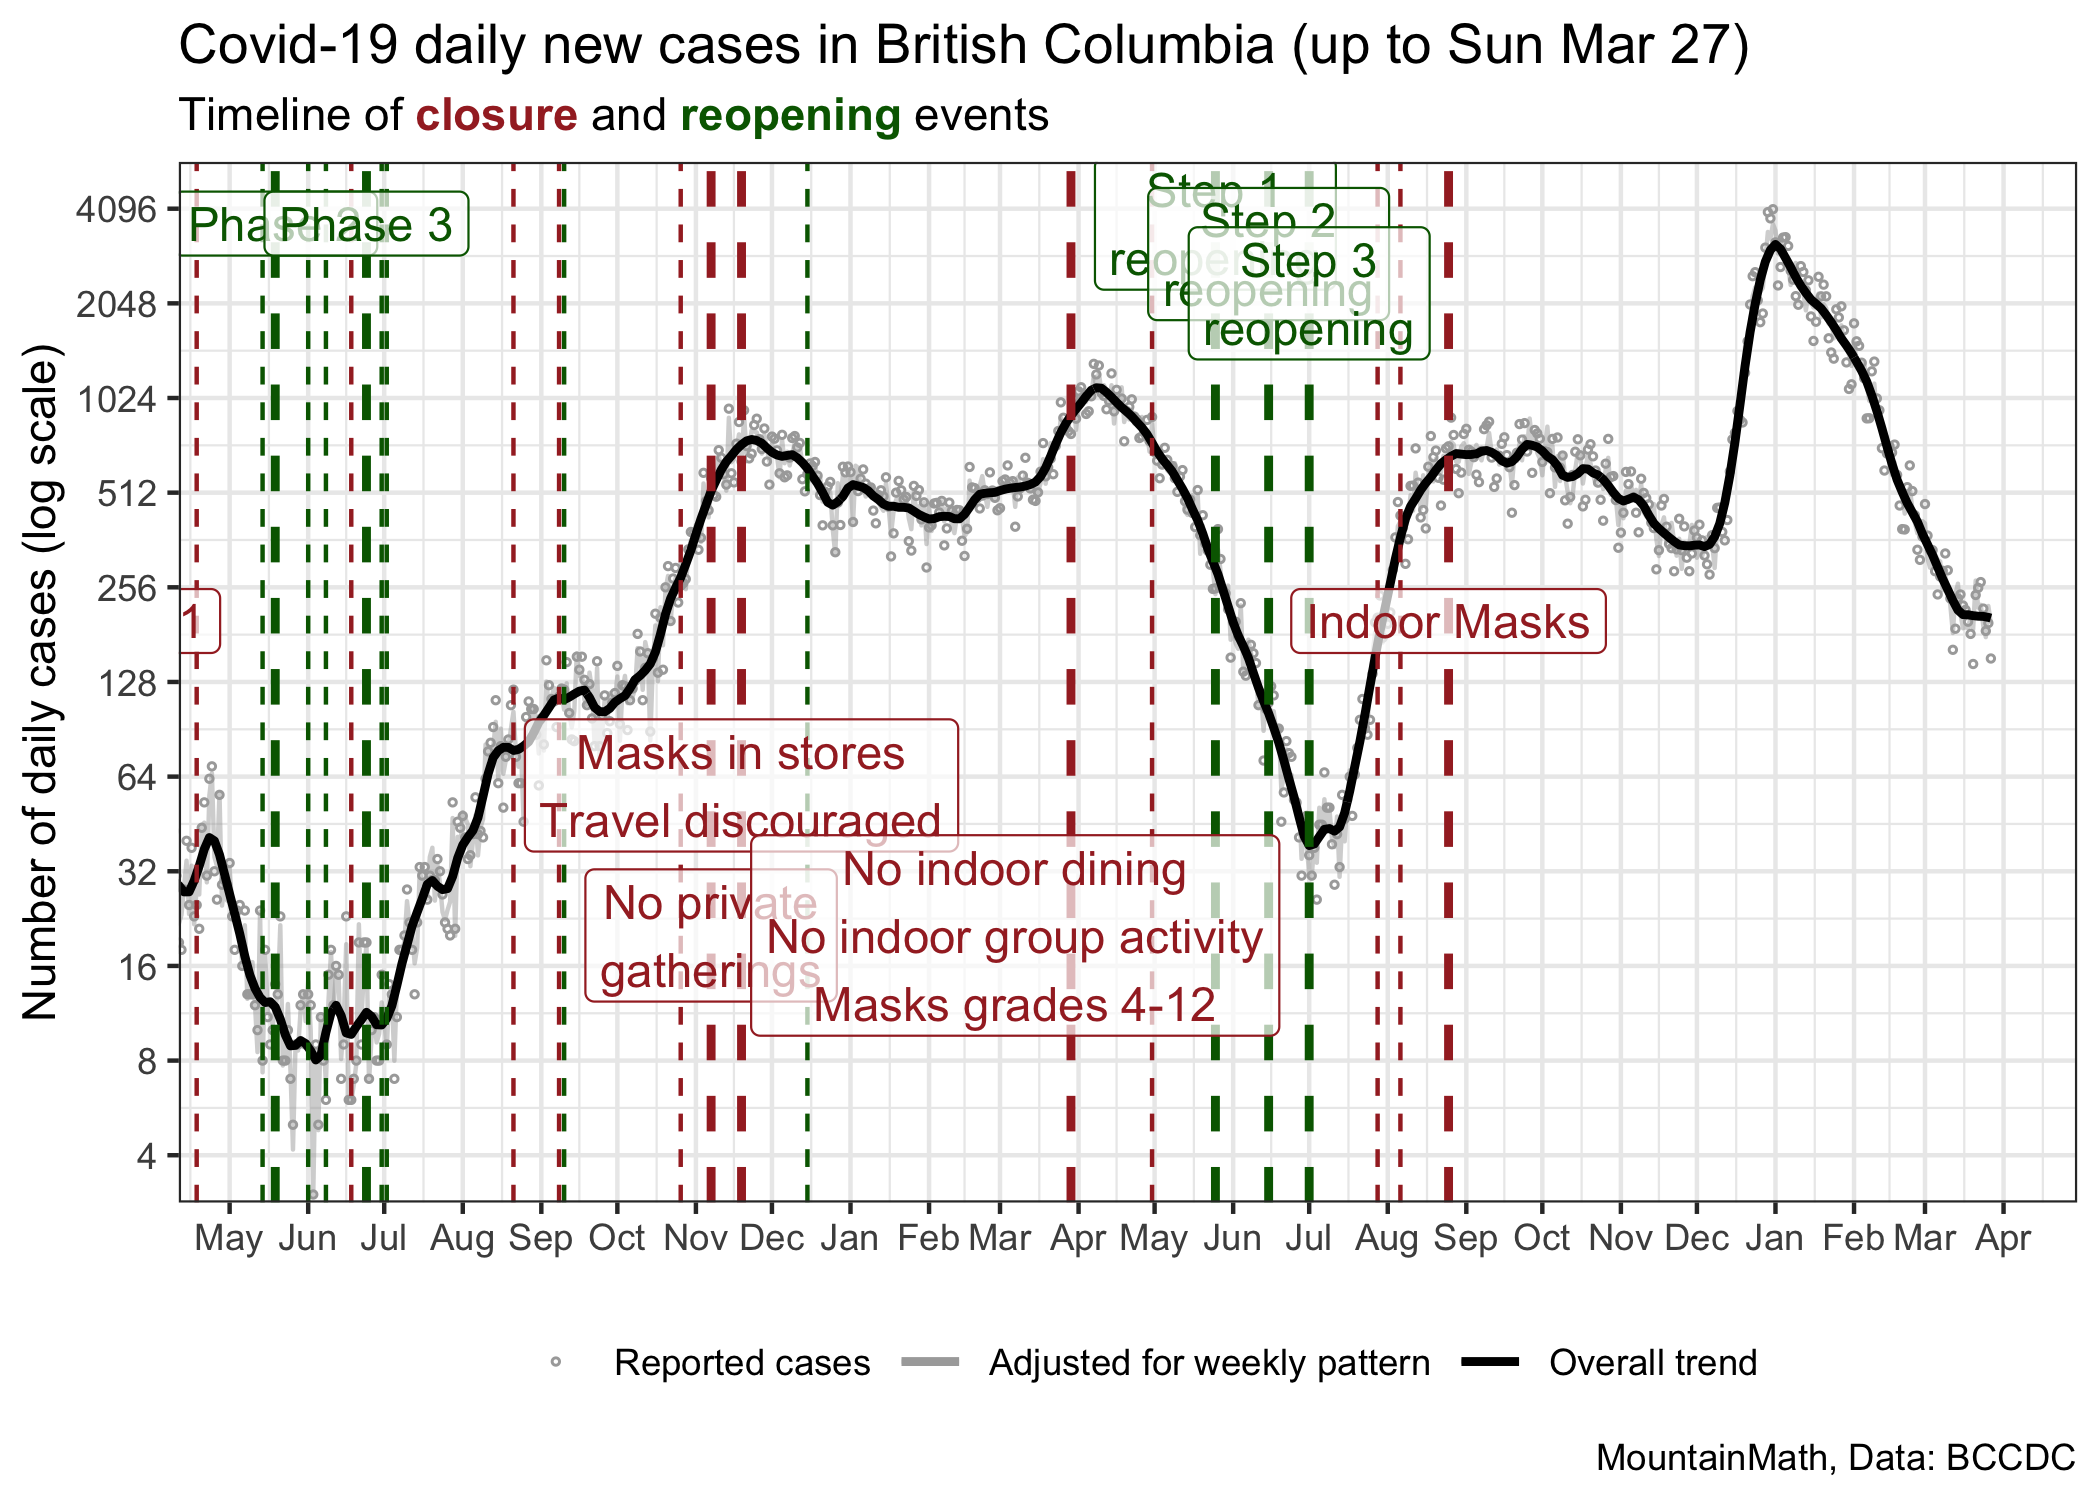 Covid-19 daily new cases in British Columbia (up to Sun Mar 27)
Timeline of closure and reopening events
Number of daily cases (log scale)
4096
2048
1024
512
256
128
64
32
16
8
4
Phase 3
Step 1
Step 2
reopening
Step 3
reopening
1
Indoor Masks
Masks in stores
Travel discouraged
No private
gatherings
No indoor dining
No indoor group activity
Masks grades 4-12
May Jun Jul Aug Sep Oct Nov Dec Jan Feb Mar Apr May Jun Jul Aug Sep Oct Nov Dec Jan Feb Mar Apr
Reported cases Adjusted for weekly pattern Overall trend
MountainMath, Data: BCCDC